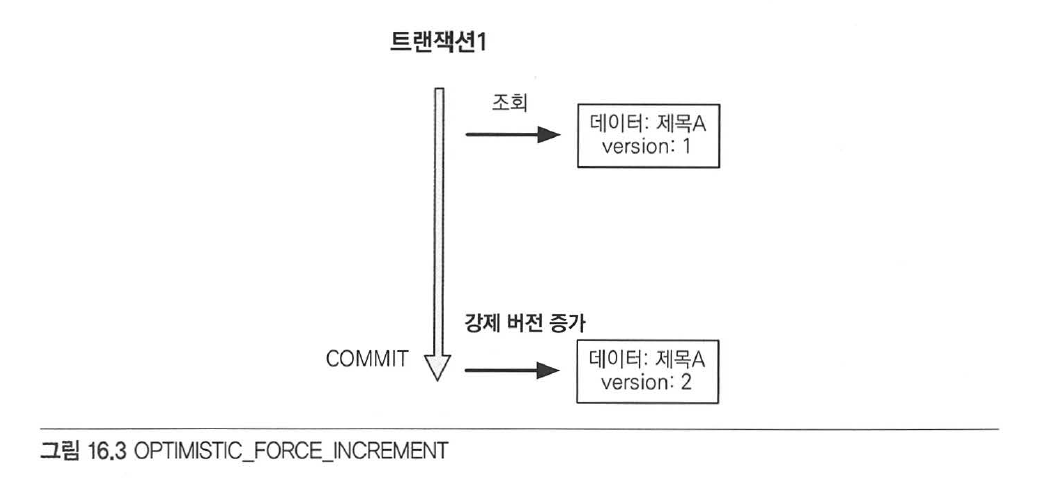 트랜잭션1
조회
데이터: 제목A
version: 1
강제 버전 증가
COMMIT
데이터: 제목A
version: 2
그림 16.3 OPTIMISTIC_FORCE_INCREMENT